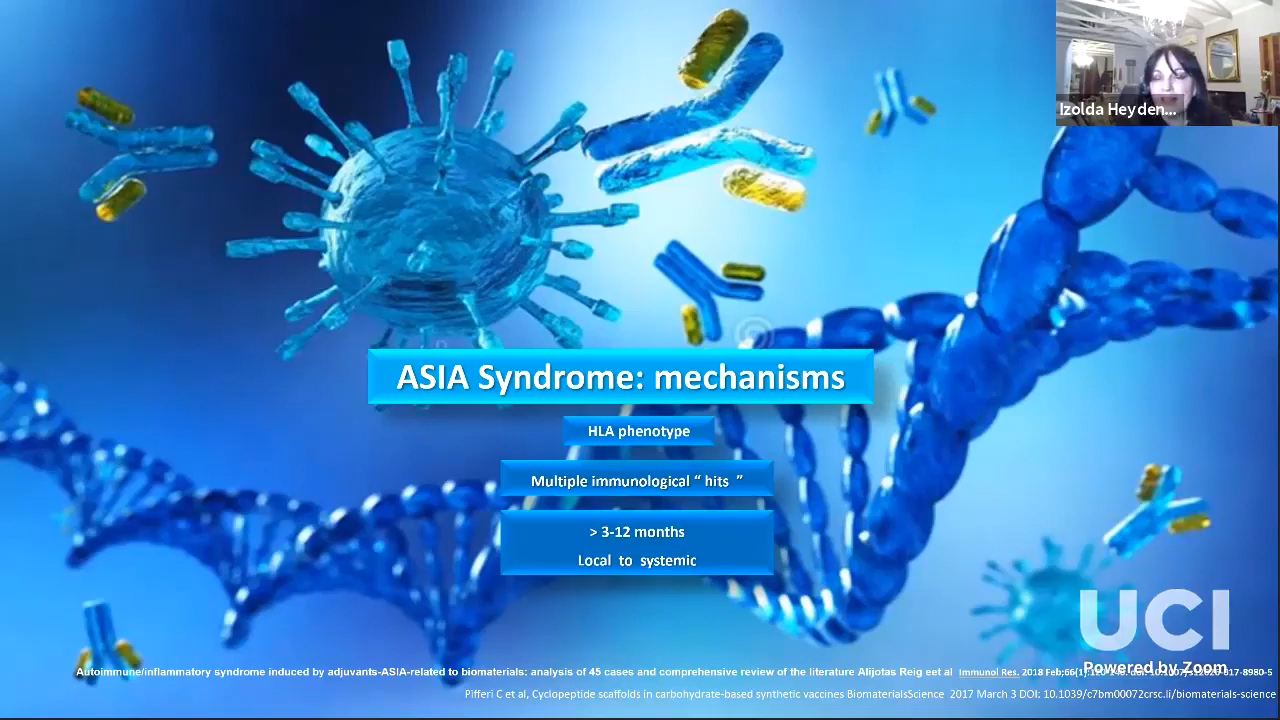 Izolda Heyden...
ASIA Syndrome: mechanisms
HLA phenotype
Multiple immunological “ hits ”
> 3-12 months
Local to systemic
UCI
Powered by Zoom
Autoimmune/inflammatory syndrome induced by adjuvants-ASIA-related to biomaterials: analysis of 45 cases and comprehensive review of the literature Alijotas Reig eet al Immunol Res. 2018 Feb;66(1):
Pifferi C et al, Cyclopeptide scaffolds in carbohydrate-based synthetic vaccines BiomaterialsScience 2017 March 3 DOI: 10.1039/c7bm00072crsc.li/biomaterials-science